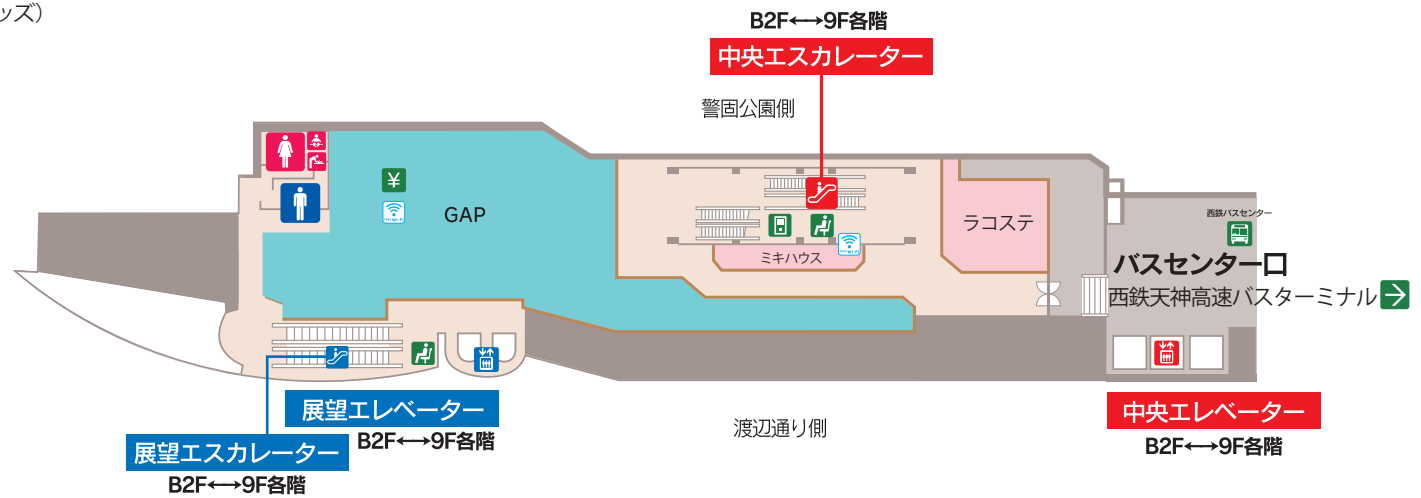 ッズ)
B2F⟷9F各階
中央エスカレーター
警固公園側
¥
GAP
ラコステ
ミキハウス
西鉄バスセンター
バスセンター口
西鉄天神高速バスターミナル
展望エレベーター
B2F⟷9F各階
展望エスカレーター
B2F⟷9F各階
渡辺通り側
中央エレベーター
B2F⟷9F各階